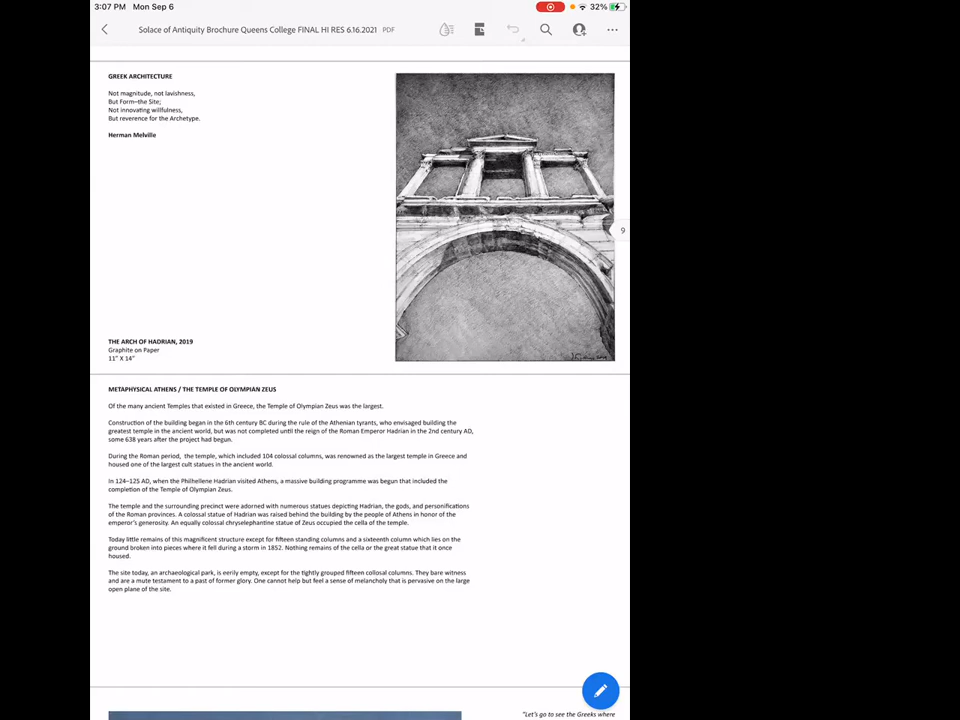 3:07 PM Mon Sep 6
32%
Solace of Antiquity Brochure Queens College FINAL HI RES 6.16.2021 PDF
GREEK ARCHITECTURE
Not magnitude, not lavishness,
But Form–the Site;
Not innovating willfulness,
But reverence for the Archetype.
Herman Melville
9
THE ARCH OF HADRIAN, 2019
Graphite on Paper
11" X 14"
METAPHYSICAL ATHENS / THE TEMPLE OF OLYMPIAN ZEUS
Of the many ancient Temples that existed in Greece, the Temple of Olympian Zeus was the largest.
Construction of the building began in the 6th century BC during the rule of the Athenian tyrants, who envisaged building the
greatest temple in the ancient world, but was not completed until the reign of the Roman Emperor Hadrian in the 2nd century AD,
some 638 years after the project had begun.
During the Roman period, the temple, which included 104 colossal columns, was renowned as the largest temple in Greece and
housed one of the largest cult statues in the ancient world.
In 124–125 AD, when the Philhellene Hadrian visited Athens, a massive building programme was begun that included the
completion of the Temple of Olympian Zeus.
The temple and the surrounding precinct were adorned with numerous statues depicting Hadrian, the gods, and personifications
of the Roman provinces. A colossal statue of Hadrian was raised behind the building by the people of Athens in honor of the
emperor's generosity. An equally colossal chryselephantine statue of Zeus occupied the cella of the temple.
Today little remains of this magnificent structure except for fifteen standing columns and a sixteenth column which lies on the
ground broken into pieces where it fell during a storm in 1852. Nothing remains of the cella or the great statue that it once
housed.
The site today, an archaeological park, is eerily empty, except for the tightly grouped fifteen collosal columns. They bare witness
and are a mute testament to a past of former glory. One cannot help but feel a sense of melancholy that is pervasive on the large
open plane of the site.
"Let's go to see the Greeks where